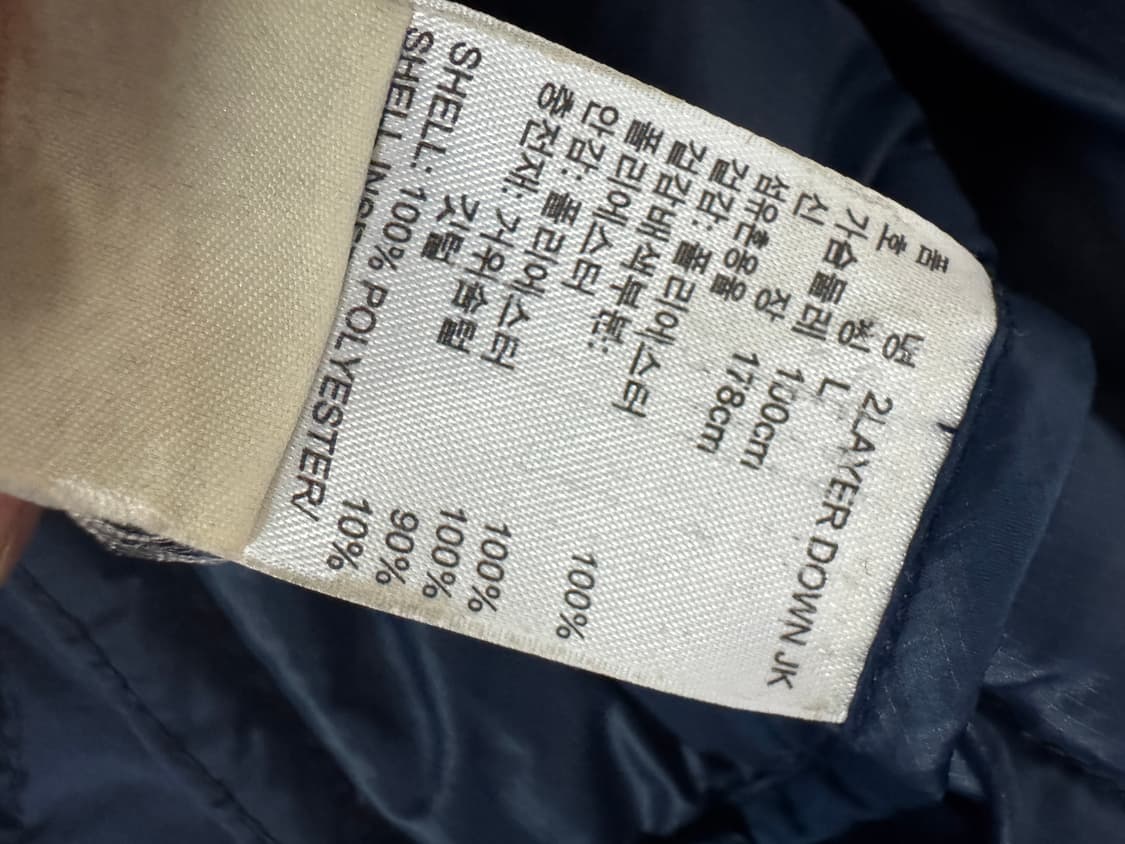 품 명 2LAYER DOWN JK
호 칭 L
가슴둘레 100cm
신 장 178cm
섬유혼용율
겉감: 폴리에스터 100%
겉감배색부분:
폴리에스터 100%
안감: 폴리에스터 100%
충전재: 거위솜털 90%
깃털 10%
SHELL: 100% POLYESTER/
SHELL